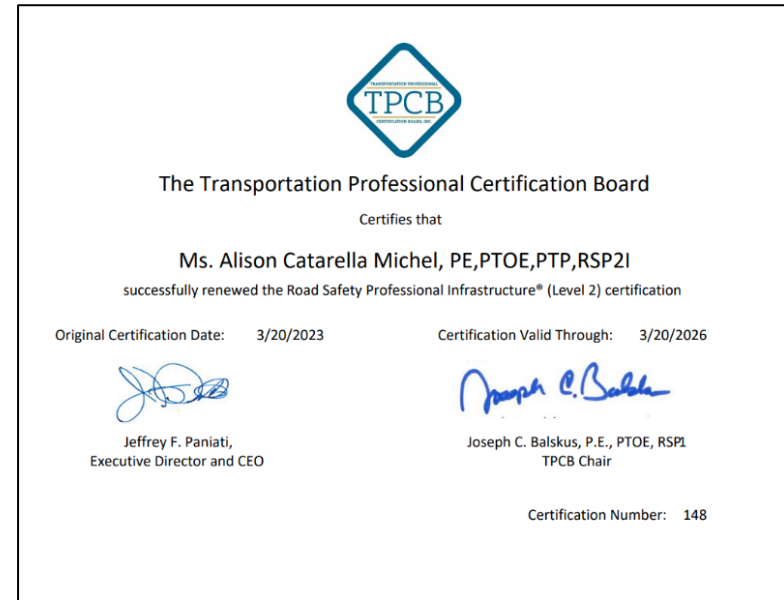 TRANSPORTATION PROFESSIONAL
TPCB
CERTIFICATION BOARD, INC
The Transportation Professional Certification Board
Certifies that
Ms. Alison Catarella Michel, PE,PTOE,PTP,RSP2I
successfully renewed the Road Safety Professional Infrastructure® (Level 2) certification
Original Certification Date: 3/20/2023 Certification Valid Through: 3/20/2026
Joseph C. Balsk
Jeffrey F. Paniati, Joseph C. Balskus, P.E., PTOE, RSP1
Executive Director and CEO TPCB Chair
Certification Number: 148